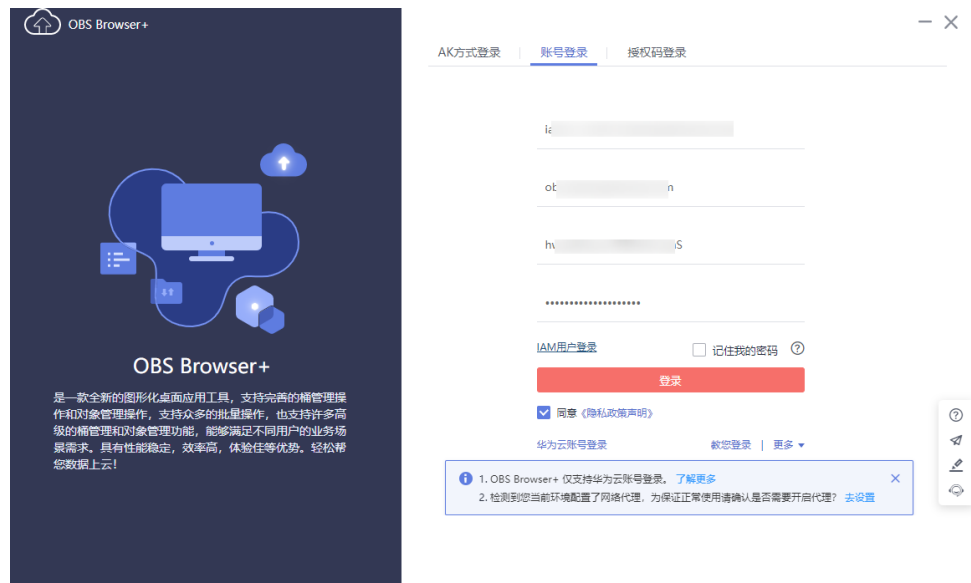 OBS Browser+
AK方式登录
账号登录
授权码登录
IAM用户登录
记住我的密码
登录
同意《隐私政策声明》
华为云账号登录
教您登录 | 更多
1. OBS Browser+ 仅支持华为云账号登录。 了解更多
2. 检测到您当前环境配置了网络代理，为保证正常使用请确认是否需要开启代理？ 去设置
OBS Browser+
是一款全新的图形化桌面应用工具，支持完善的桶管理操
作和对象管理操作，支持众多的批量操作，也支持许多高
级的桶管理和对象管理功能，能够满足不同用户的业务场
景需求。具有性能稳定，效率高，体验佳等优势。轻松帮
您数据上云！